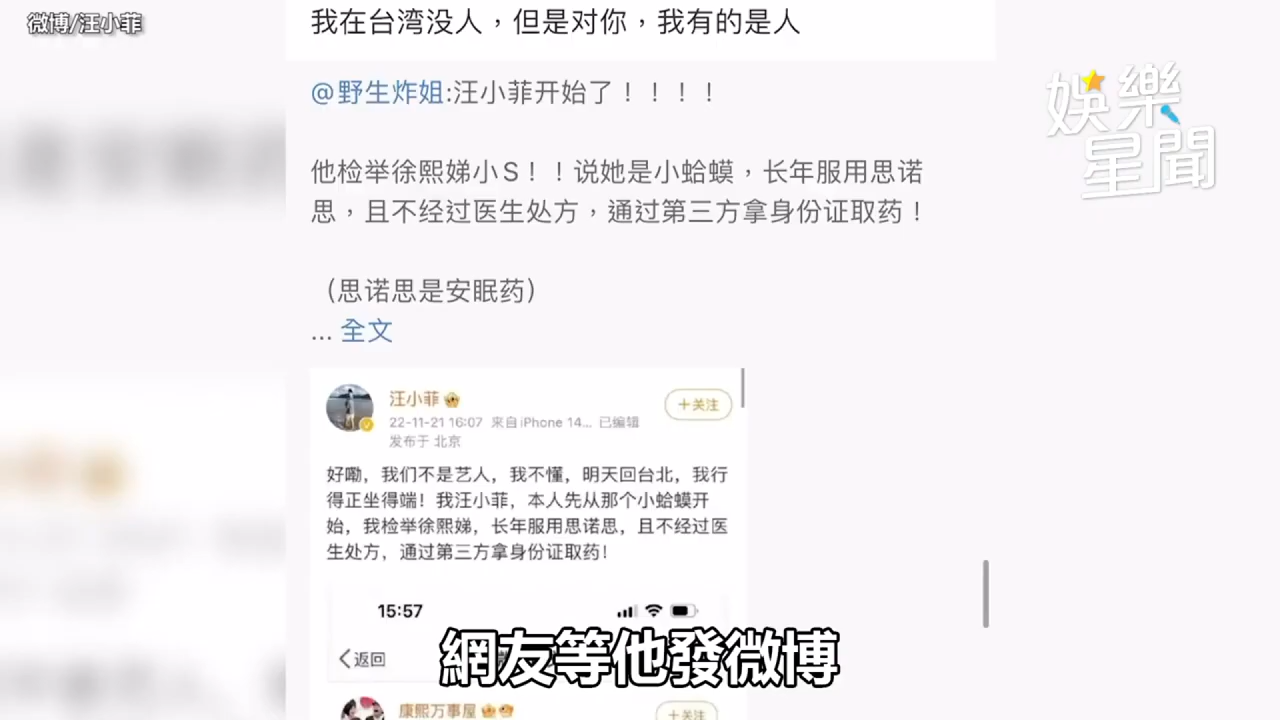 微博/汪小菲
我在台湾没人，但是对你，我有的是人
@野生炸姐:汪小菲开始了！！！！
他检举徐熙娣小S！！说她是小蛤蟆，长年服用思诺
思，且不经过医生处方，通过第三方拿身份证取药！
（思诺思是安眠药）
... 全文
娛樂
星聞
汪小菲
+关注
22-11-21 16:07 来自iPhone 14... 已编辑
发布于 北京
好嘞，我们不是艺人，我不懂，明天回台北，我行
得正坐得端！我汪小菲，本人先从那个小蛤蟆开
始，我检举徐熙娣，长年服用思诺思，且不经过医
生处方，通过第三方拿身份证取药!
15:57
返回
網友等他發微博
康熙万事屋
+关注